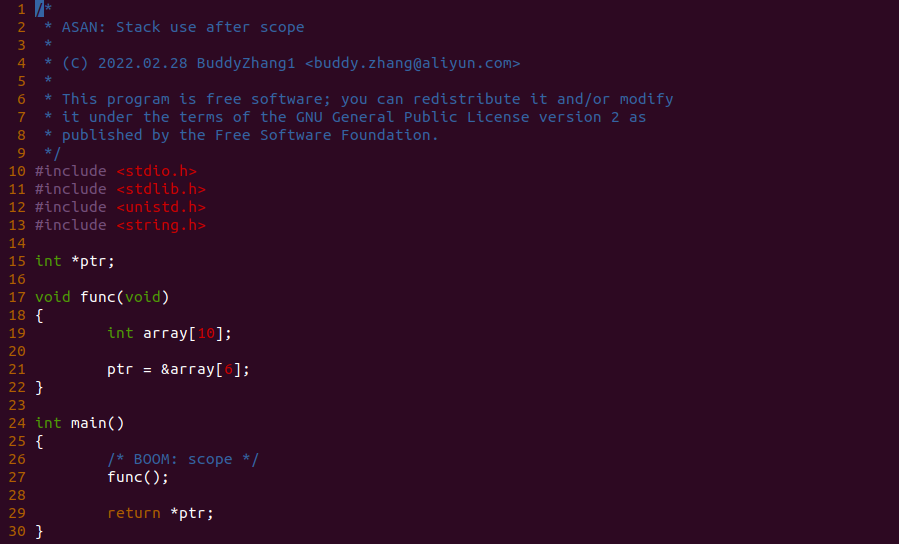 1 /*
2  * ASAN: Stack use after scope
3  *
4  * (C) 2022.02.28 BuddyZhang1 <buddy.zhang@aliyun.com>
5  *
6  * This program is free software; you can redistribute it and/or modify
7  * it under the terms of the GNU General Public License version 2 as
8  * published by the Free Software Foundation.
9  */
10 #include <stdio.h>
11 #include <stdlib.h>
12 #include <unistd.h>
13 #include <string.h>
14
15 int *ptr;
16
17 void func(void)
18 {
19         int array[10];
20
21         ptr = &array[6];
22 }
23
24 int main()
25 {
26         /* BOOM: scope */
27         func();
28
29         return *ptr;
30 }